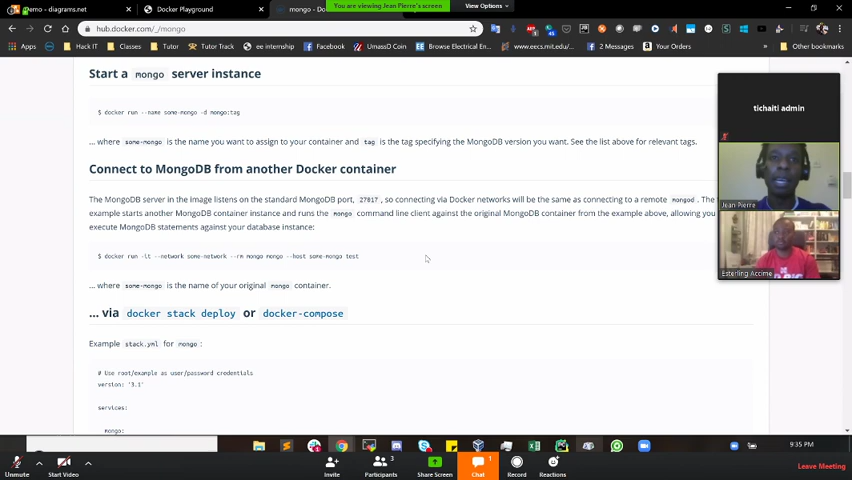 You are viewing Jean Pierre's screen
View Options
Demo - diagrams.net
Docker Playground
mongo - Do
hub.docker.com/_/mongo
Apps
Hack IT
Classes
Tutor
Tutor Track
ee internship
Facebook
UmassD Coin
Browse Electrical En...
www.eecs.mit.edu/...
2 Messages
Your Orders
Other bookmarks
Start a mongo server instance
$ docker run --name some-mongo -d mongo:tag
... where some-mongo is the name you want to assign to your container and tag is the tag specifying the MongoDB version you want. See the list above for relevant tags.
Connect to MongoDB from another Docker container
The MongoDB server in the image listens on the standard MongoDB port, 27017, so connecting via Docker networks will be the same as connecting to a remote mongod. The
example starts another MongoDB container instance and runs the mongo command line client against the original MongoDB container from the example above, allowing you
execute MongoDB statements against your database instance:
$ docker run -it --network some-network --rm mongo mongo --host some-mongo test
... where some-mongo is the name of your original mongo container.
... via docker stack deploy or docker-compose
Example stack.yml for mongo:
# Use root/example as user/password credentials
version: '3.1'
services:
mongo:
tichaiti admin
Jean Pierre
Esterling Accime
9:35 PM
Unmute
Start Video
Invite
Participants
3
Share Screen
Chat
1
Record
Reactions
Leave Meeting